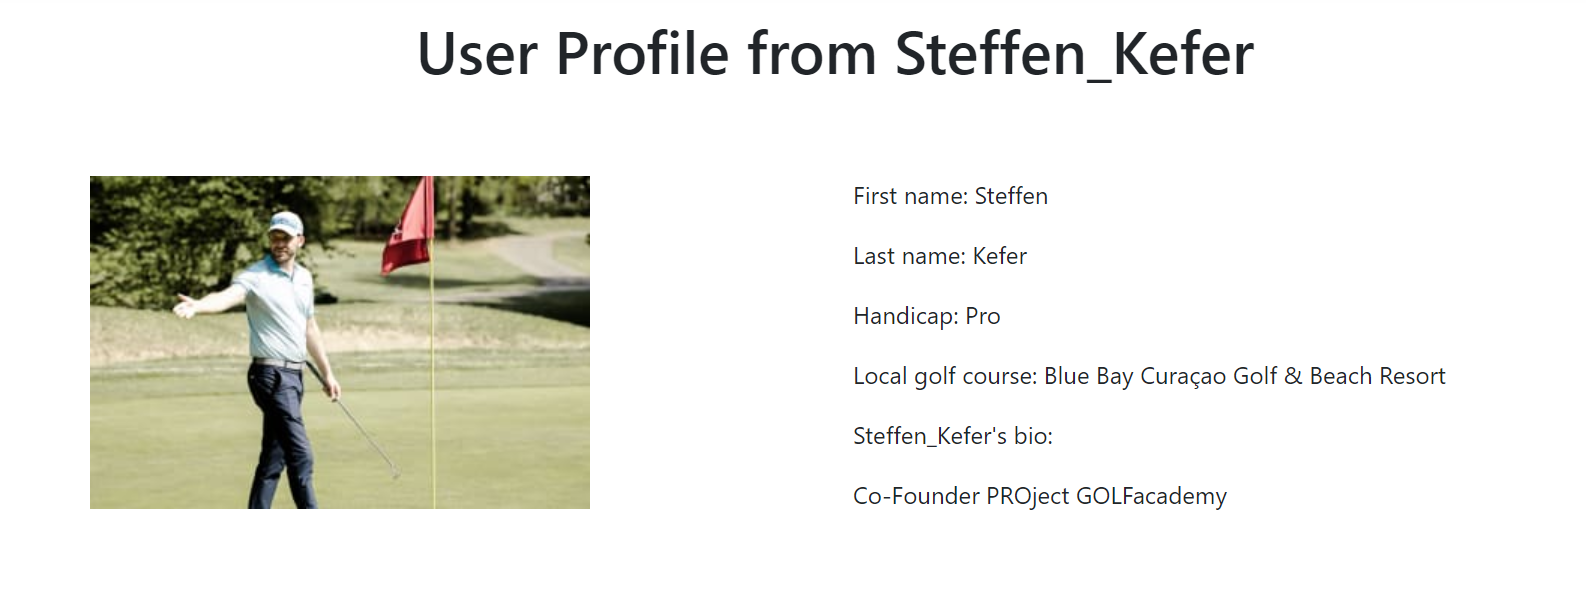 User Profile from Steffen_Kefer
First name: Steffen
Last name: Kefer
Handicap: Pro
Local golf course: Blue Bay Curaçao Golf & Beach Resort
Steffen_Kefer's bio:
Co-Founder PROject GOLFacademy